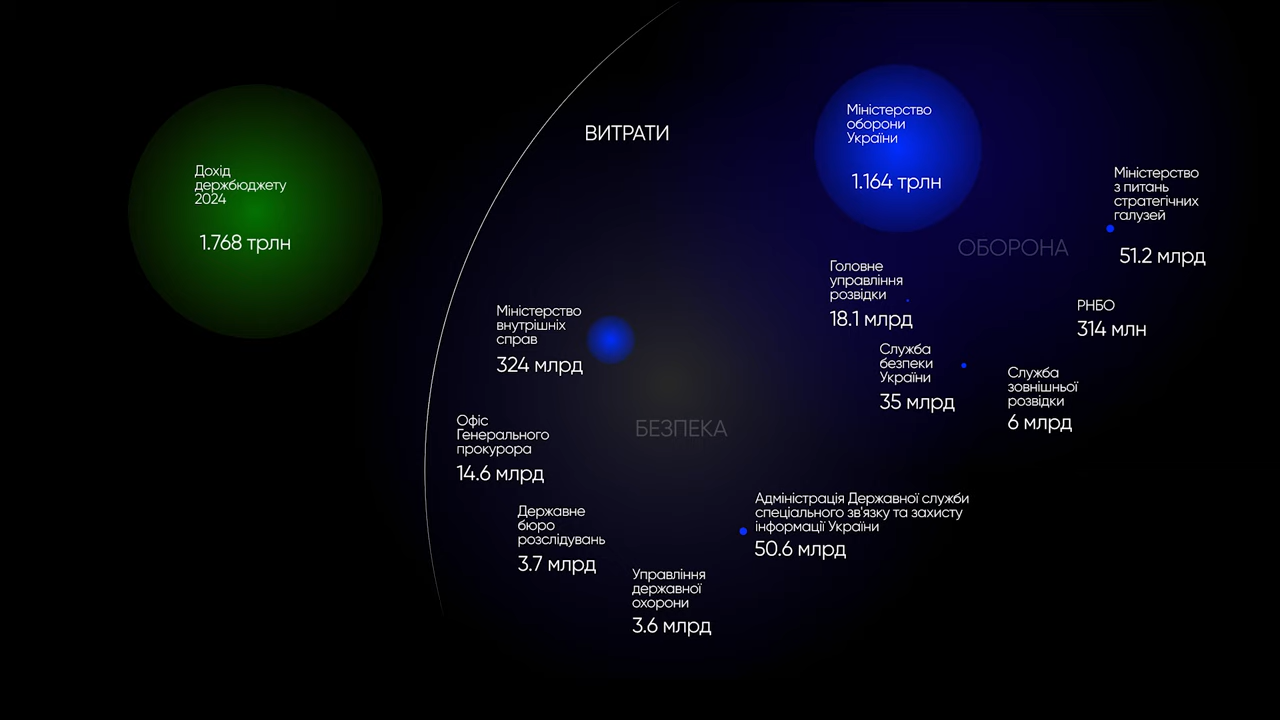 Дохід
держбюджету
2024
1.768 трлн
ВИТРАТИ
Міністерство
оборони
України
1.164 трлн
Міністерство
з питань
стратегічних
галузей
51.2 млрд
ОБОРОНА
Головне
управління
розвідки
18.1 млрд
РНБО
314 млн
Міністерство
внутрішніх
справ
324 млрд
Служба
безпеки
України
35 млрд
Служба
зовнішньої
розвідки
6 млрд
Офіс
Генерального
прокурора
14.6 млрд
БЕЗПЕКА
Державне
бюро
розслідувань
3.7 млрд
Адміністрація Державної служби
спеціального зв'язку та захисту
інформації України
50.6 млрд
Управління
державної
охорони
3.6 млрд